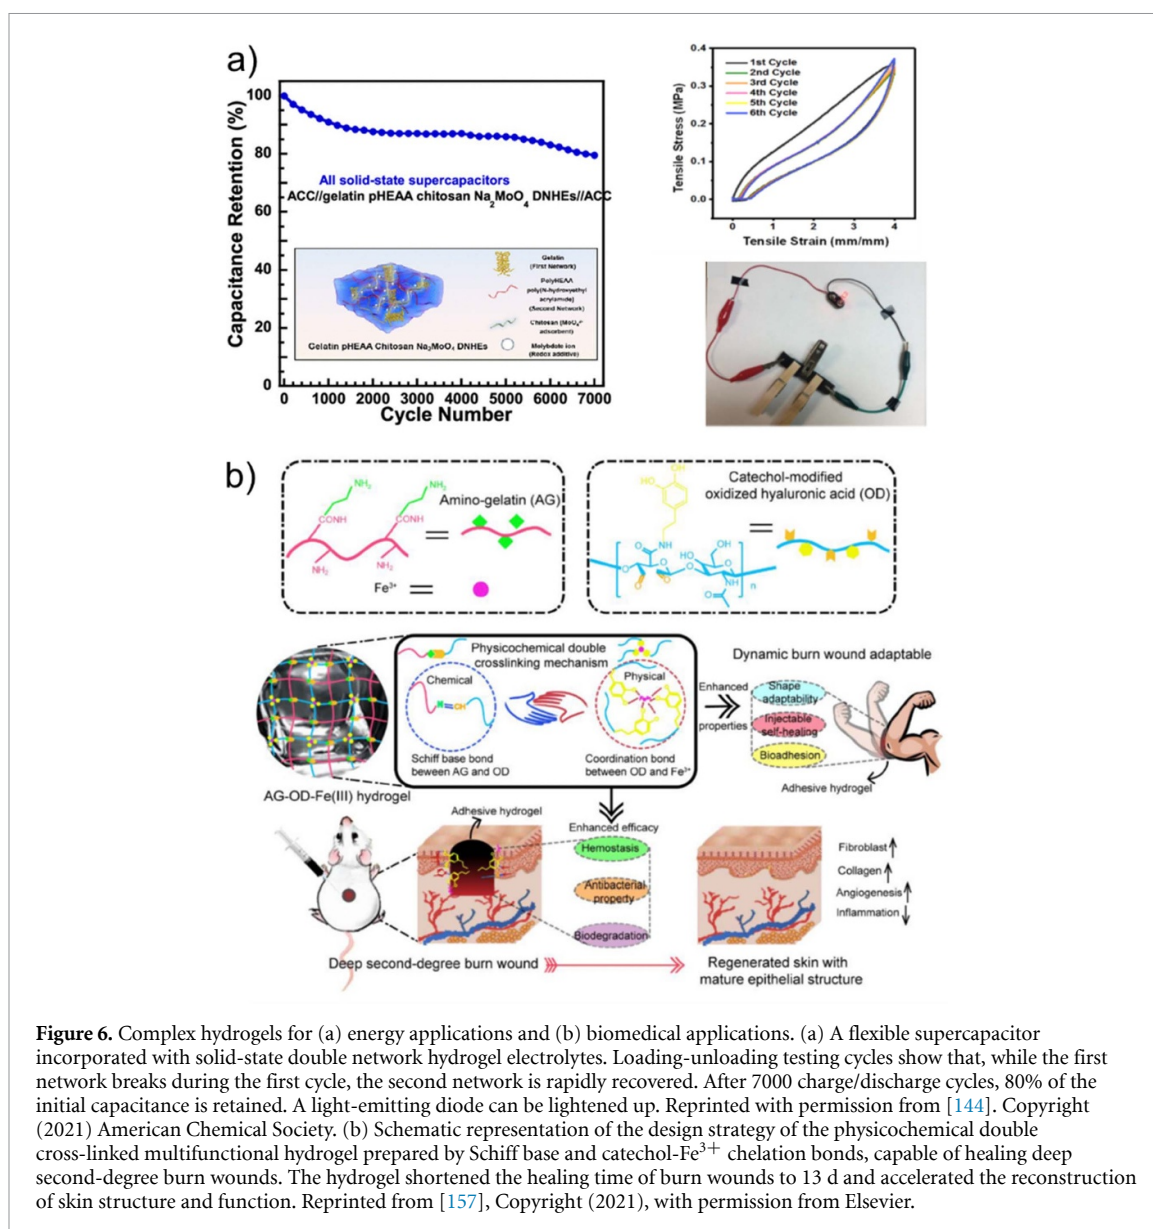 a)
Capacitance Retention (%)
100
80
60
40
20
0
All solid-state supercapacitors
ACC//gelatin pHEAA chitosan Na2MoO4 DNHEs//ACC
Gelatin
(First Network)
PolyHEAA
poly(N-hydroxyethyl
acrylamide)
(Second Network)
Chitosan (MoO₄²⁻
adsorbent)
Molybdate ion
(Redox additive)
Gelatin pHEAA Chitosan Na₂MoO₄ DNHEs
0 1000 2000 3000 4000 5000 6000 7000
Cycle Number
Tensile Stress (MPa)
0.4
0.3
0.2
0.1
0.0
1st Cycle
2nd Cycle
3rd Cycle
4th Cycle
5th Cycle
6th Cycle
0 1 2 3 4
Tensile Strain (mm/mm)
b)
NH₂ NH₂
CONH CONH
NH₂ NH₂
Amino-gelatin (AG)
=
Fe³⁺ =
OH
HO
Catechol-modified
oxidized hyaluronic acid (OD)
=
O NH
HO OH
O O O O
NH
O
n
Physicochemical double
crosslinking mechanism
Chemical
Physical
Schiff base bond
beween AG and OD
Coordination bond
between OD and Fe³⁺
AG-OD-Fe(III) hydrogel
Enhanced
properties
Dynamic burn wound adaptable
Shape
adaptability
Injectable
self-healing
Bioadhesion
Adhesive hydrogel
Adhesive hydrogel
Enhanced efficacy
Hemostasis
Antibacterial
property
Biodegradation
Fibroblast
Collagen
Angiogenesis
Inflammation
Deep second-degree burn wound
Regenerated skin with
mature epithelial structure
Figure 6. Complex hydrogels for (a) energy applications and (b) biomedical applications. (a) A flexible supercapacitor
incorporated with solid-state double network hydrogel electrolytes. Loading-unloading testing cycles show that, while the first
network breaks during the first cycle, the second network is rapidly recovered. After 7000 charge/discharge cycles, 80% of the
initial capacitance is retained. A light-emitting diode can be lightened up. Reprinted with permission from [144]. Copyright
(2021) American Chemical Society. (b) Schematic representation of the design strategy of the physicochemical double
cross-linked multifunctional hydrogel prepared by Schiff base and catechol-Fe³⁺ chelation bonds, capable of healing deep
second-degree burn wounds. The hydrogel shortened the healing time of burn wounds to 13 d and accelerated the reconstruction
of skin structure and function. Reprinted from [157], Copyright (2021), with permission from Elsevier.